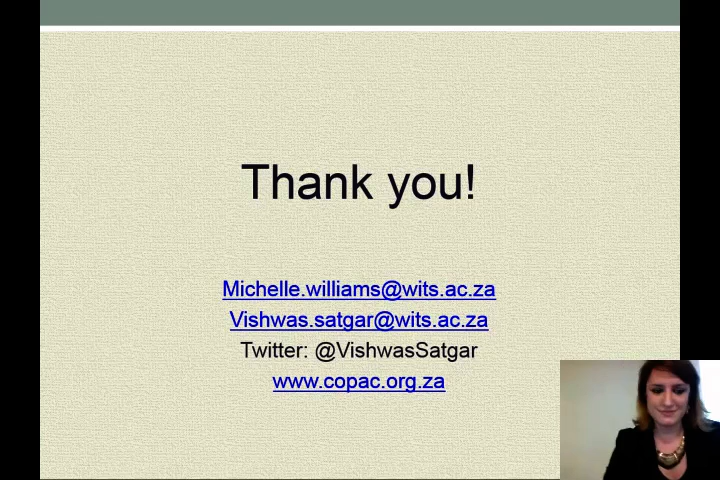 Thank you!
Michelle.williams@wits.ac.za
Vishwas.satgar@wits.ac.za
Twitter: @VishwasSatgar
www.copac.org.za